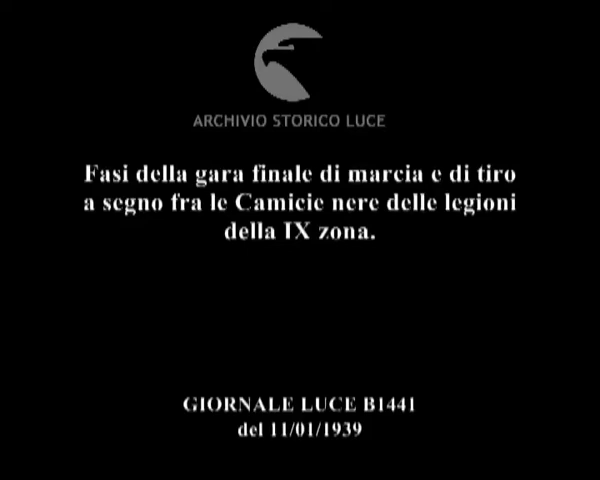 ARCHIVIO STORICO LUCE
Fasi della gara finale di marcia e di tiro
a segno fra le Camicie nere delle legioni
della IX zona.
GIORNALE LUCE B1441
del 11/01/1939